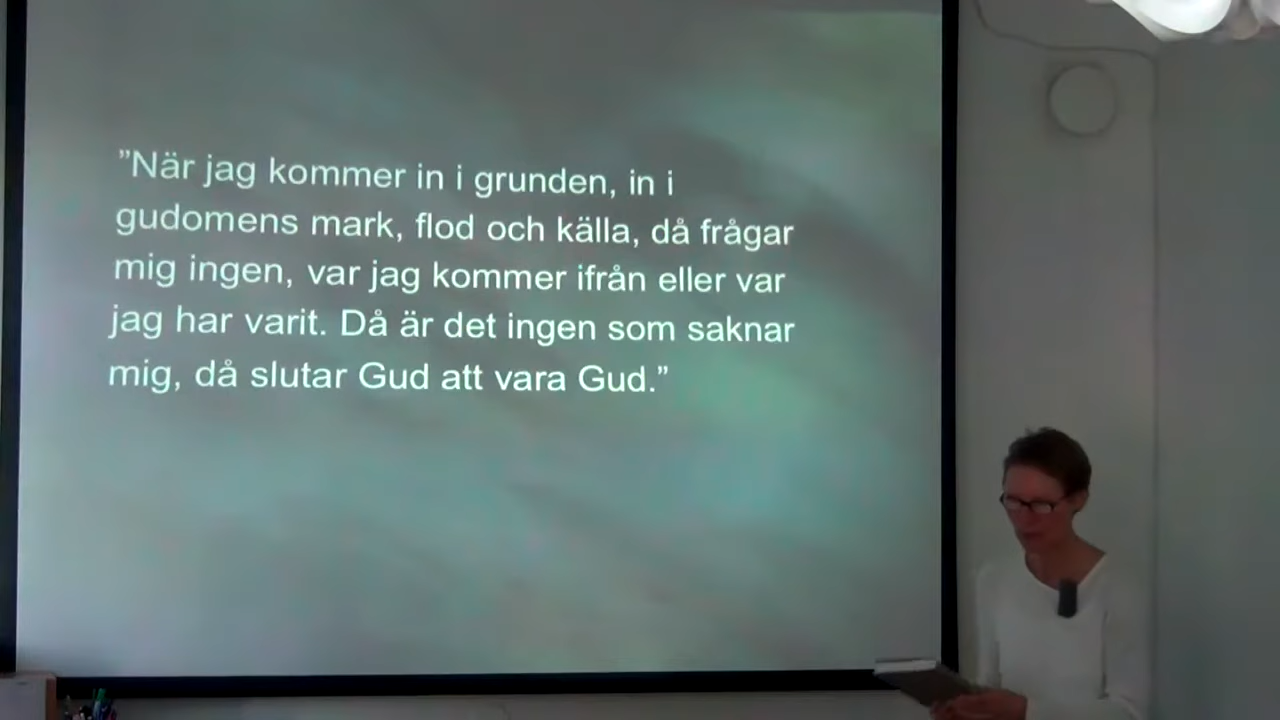 ”När jag kommer in i grunden, in i
gudomens mark, flod och källa, då frågar
mig ingen, var jag kommer ifrån eller var
jag har varit. Då är det ingen som saknar
mig, då slutar Gud att vara Gud.”